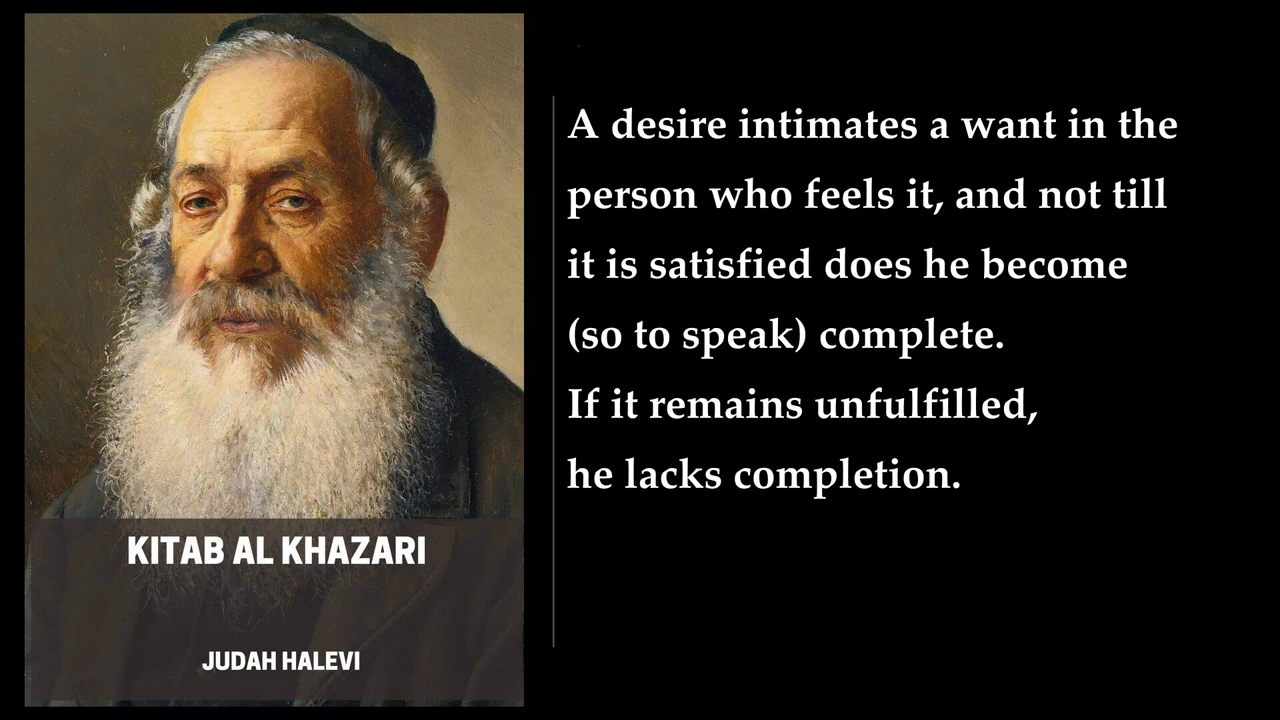 KITAB AL KHAZARI
JUDAH HALEVI
A desire intimates a want in the
person who feels it, and not till
it is satisfied does he become
(so to speak) complete.
If it remains unfulfilled,
he lacks completion.